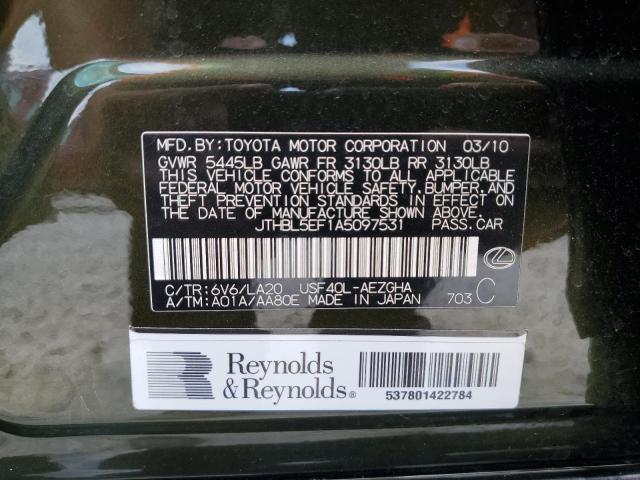 MFD. BY: TOYOTA MOTOR CORPORATION 03/10
GVWR 5445LB GAWR FR 3130LB RR 3130LB
THIS VEHICLE CONFORMS TO ALL APPLICABLE
FEDERAL MOTOR VEHICLE SAFETY, BUMPER, AND
THEFT PREVENTION STANDARDS IN EFFECT ON
THE DATE OF MANUFACTURE SHOWN ABOVE.
JTHBL5EF1A5097531 PASS. CAR
C/TR: 6V6/LA20 USF40L-AEZGHA
A/TM: A01A/AA80E MADE IN JAPAN 703 C
Reynolds
& Reynolds®
537801422784